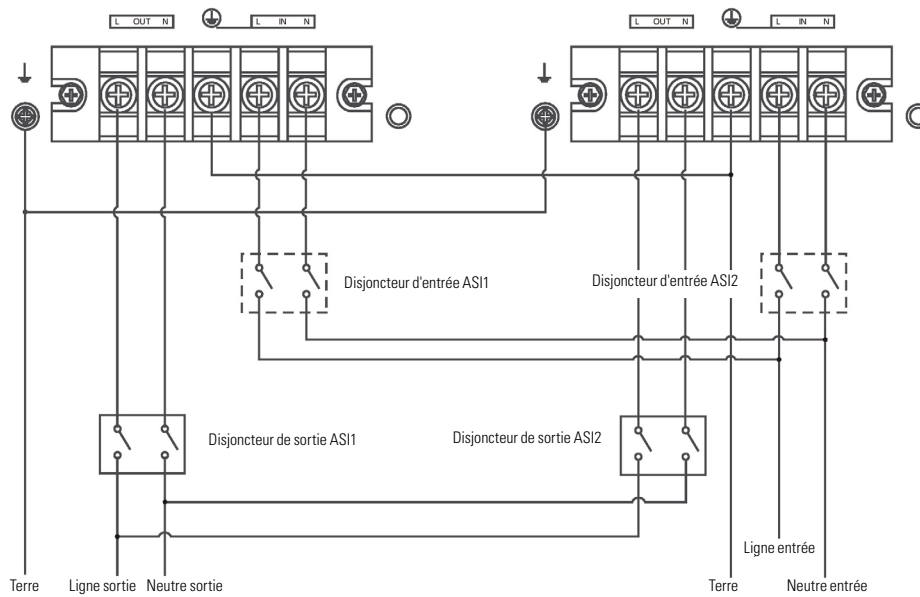 L OUT N
L IN N
L OUT N
L IN N
Disjoncteur d'entrée ASI1
Disjoncteur d'entrée ASI2
Disjoncteur de sortie ASI1
Disjoncteur de sortie ASI2
Ligne entrée
Terre
Ligne sortie
Neutre sortie
Terre
Neutre entrée